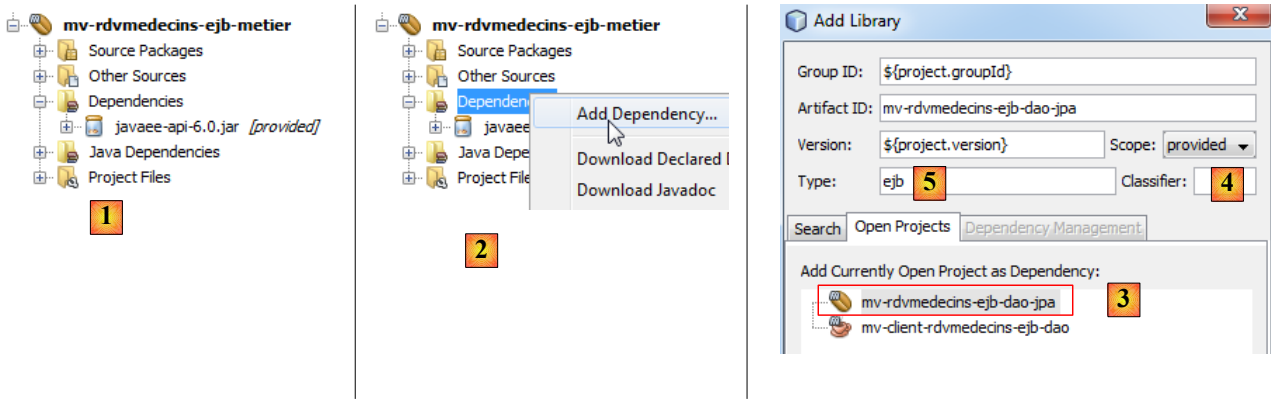 mv-rdvmedecins-ejb-metier
Source Packages
Other Sources
Dependencies
javaee-api-6.0.jar [provided]
Java Dependencies
Project Files
1
mv-rdvmedecins-ejb-metier
Source Packages
Other Sources
Dependen
Add Dependency...
javaee
Java Depe
Download Declared D
Project File
Download Javadoc
2
Add Library
X
Group ID: ${project.groupId}
Artifact ID: mv-rdvmedecins-ejb-dao-jpa
Version: ${project.version} Scope: provided
Type: ejb 5 Classifier: 4
Search Open Projects Dependency Management
Add Currently Open Project as Dependency:
mv-rdvmedecins-ejb-dao-jpa 3
mv-client-rdvmedecins-ejb-dao